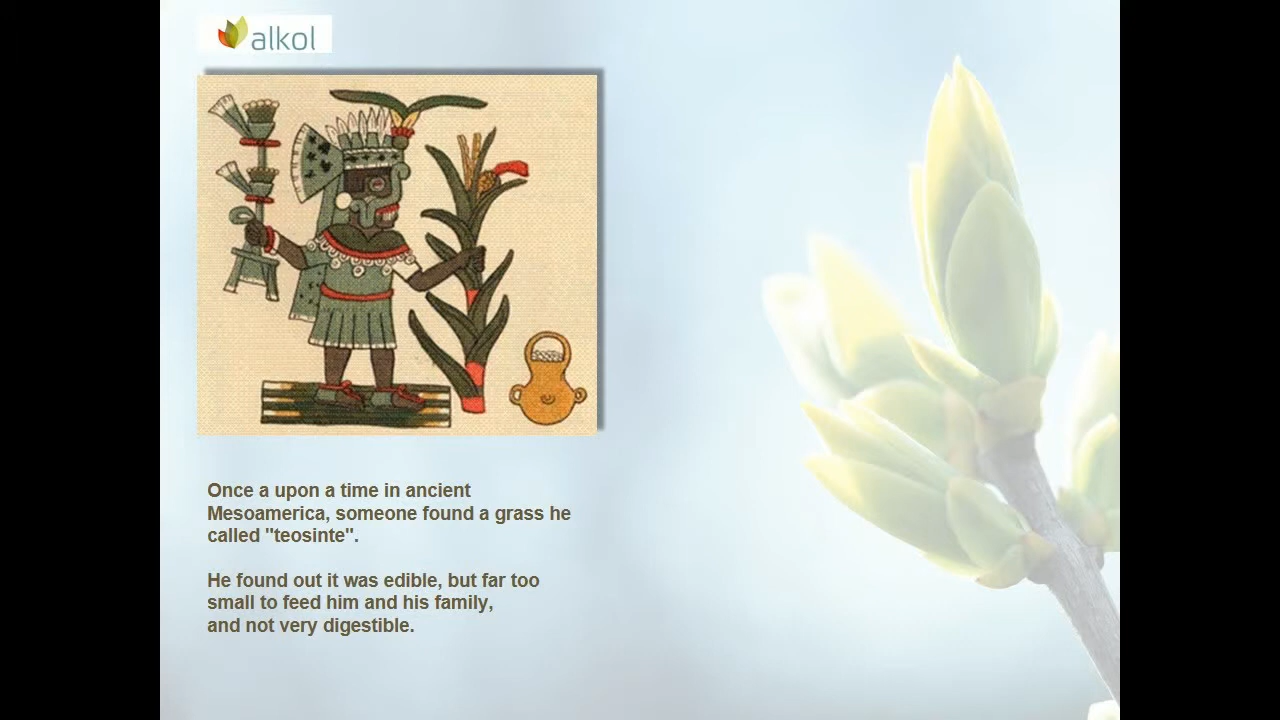 alkol
Once a upon a time in ancient
Mesoamerica, someone found a grass he
called "teosinte".
He found out it was edible, but far too
small to feed him and his family,
and not very digestible.